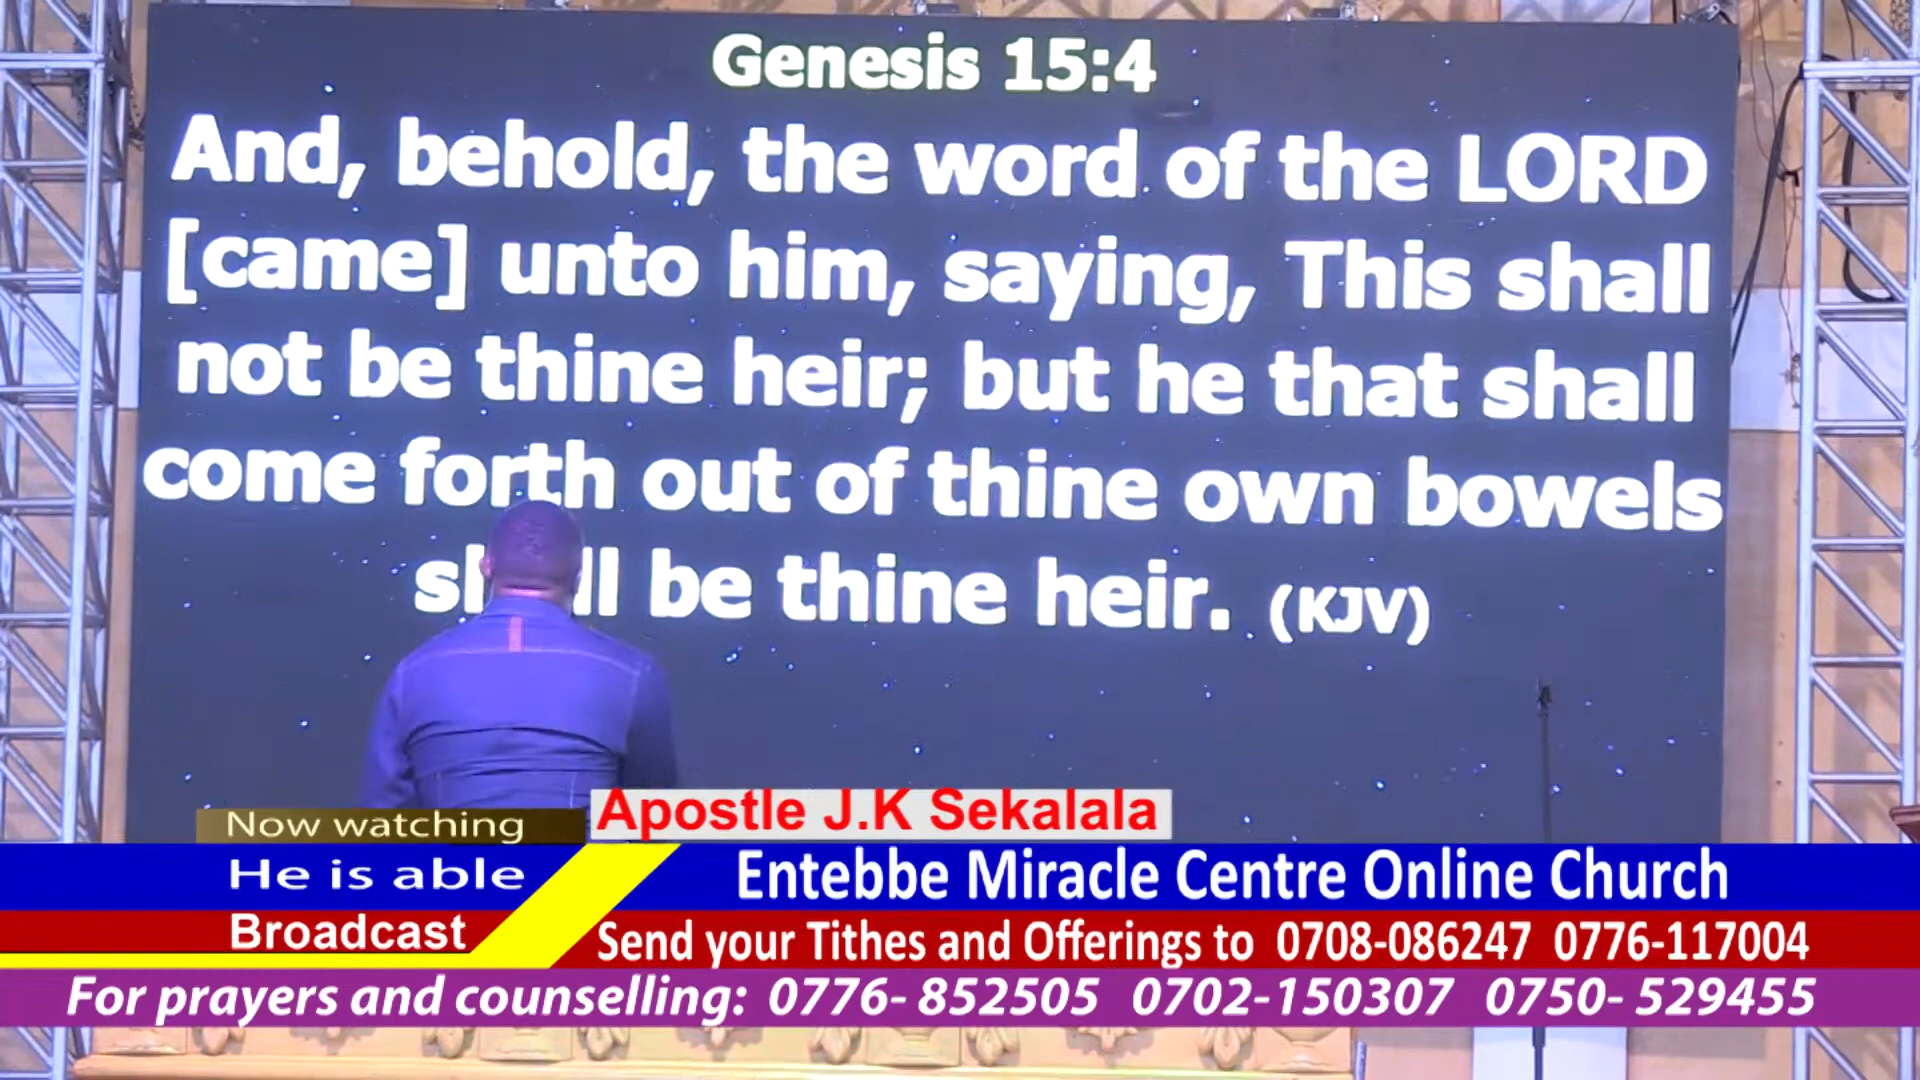 Genesis 15:4
And, behold, the word of the LORD
[came] unto him, saying, This shall
not be thine heir; but he that shall
come forth out of thine own bowels
shall be thine heir. (KJV)
Apostle J.K Sekalala
Now watching
He is able
Broadcast
Entebbe Miracle Centre Online Church
Send your Tithes and Offerings to 0708-086247 0776-117004
For prayers and counselling: 0776- 852505 0702-150307 0750- 529455